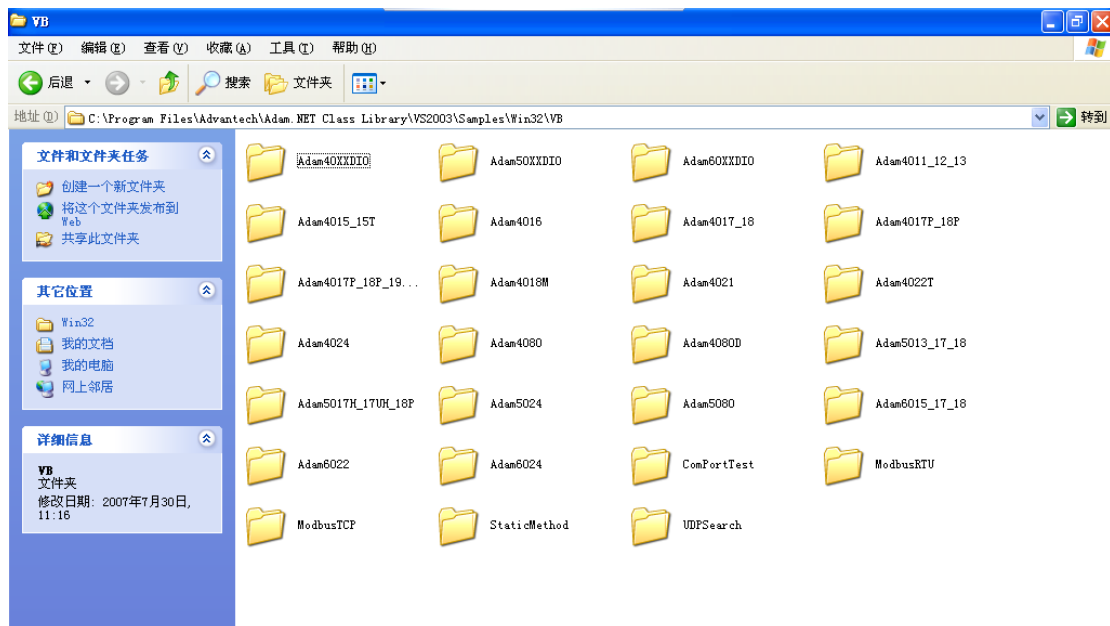 VB
文件(F) 编辑(E) 查看(V) 收藏(A) 工具(T) 帮助(H)
后退 搜索 文件夹
地址(D) C:\Program Files\Advantech\Adam.NET Class Library\VS2003\Samples\Win32\VB 转到
文件和文件夹任务
创建一个新文件夹
将这个文件夹发布到
Web
共享此文件夹
其它位置
Win32
我的文档
我的电脑
网上邻居
详细信息
VB
文件夹
修改日期: 2007年7月30日,
11:16
Adam40XXDIO Adam50XXDIO Adam60XXDIO Adam4011_12_13
Adam4015_15T Adam4016 Adam4017_18 Adam4017P_18P
Adam4017P_18P_19... Adam4018M Adam4021 Adam4022T
Adam4024 Adam4080 Adam4080D Adam5013_17_18
Adam5017H_17UH_18P Adam5024 Adam5080 Adam6015_17_18
Adam6022 Adam6024 ComPortTest ModbusRTU
ModbusTCP StaticMethod UDPSearch